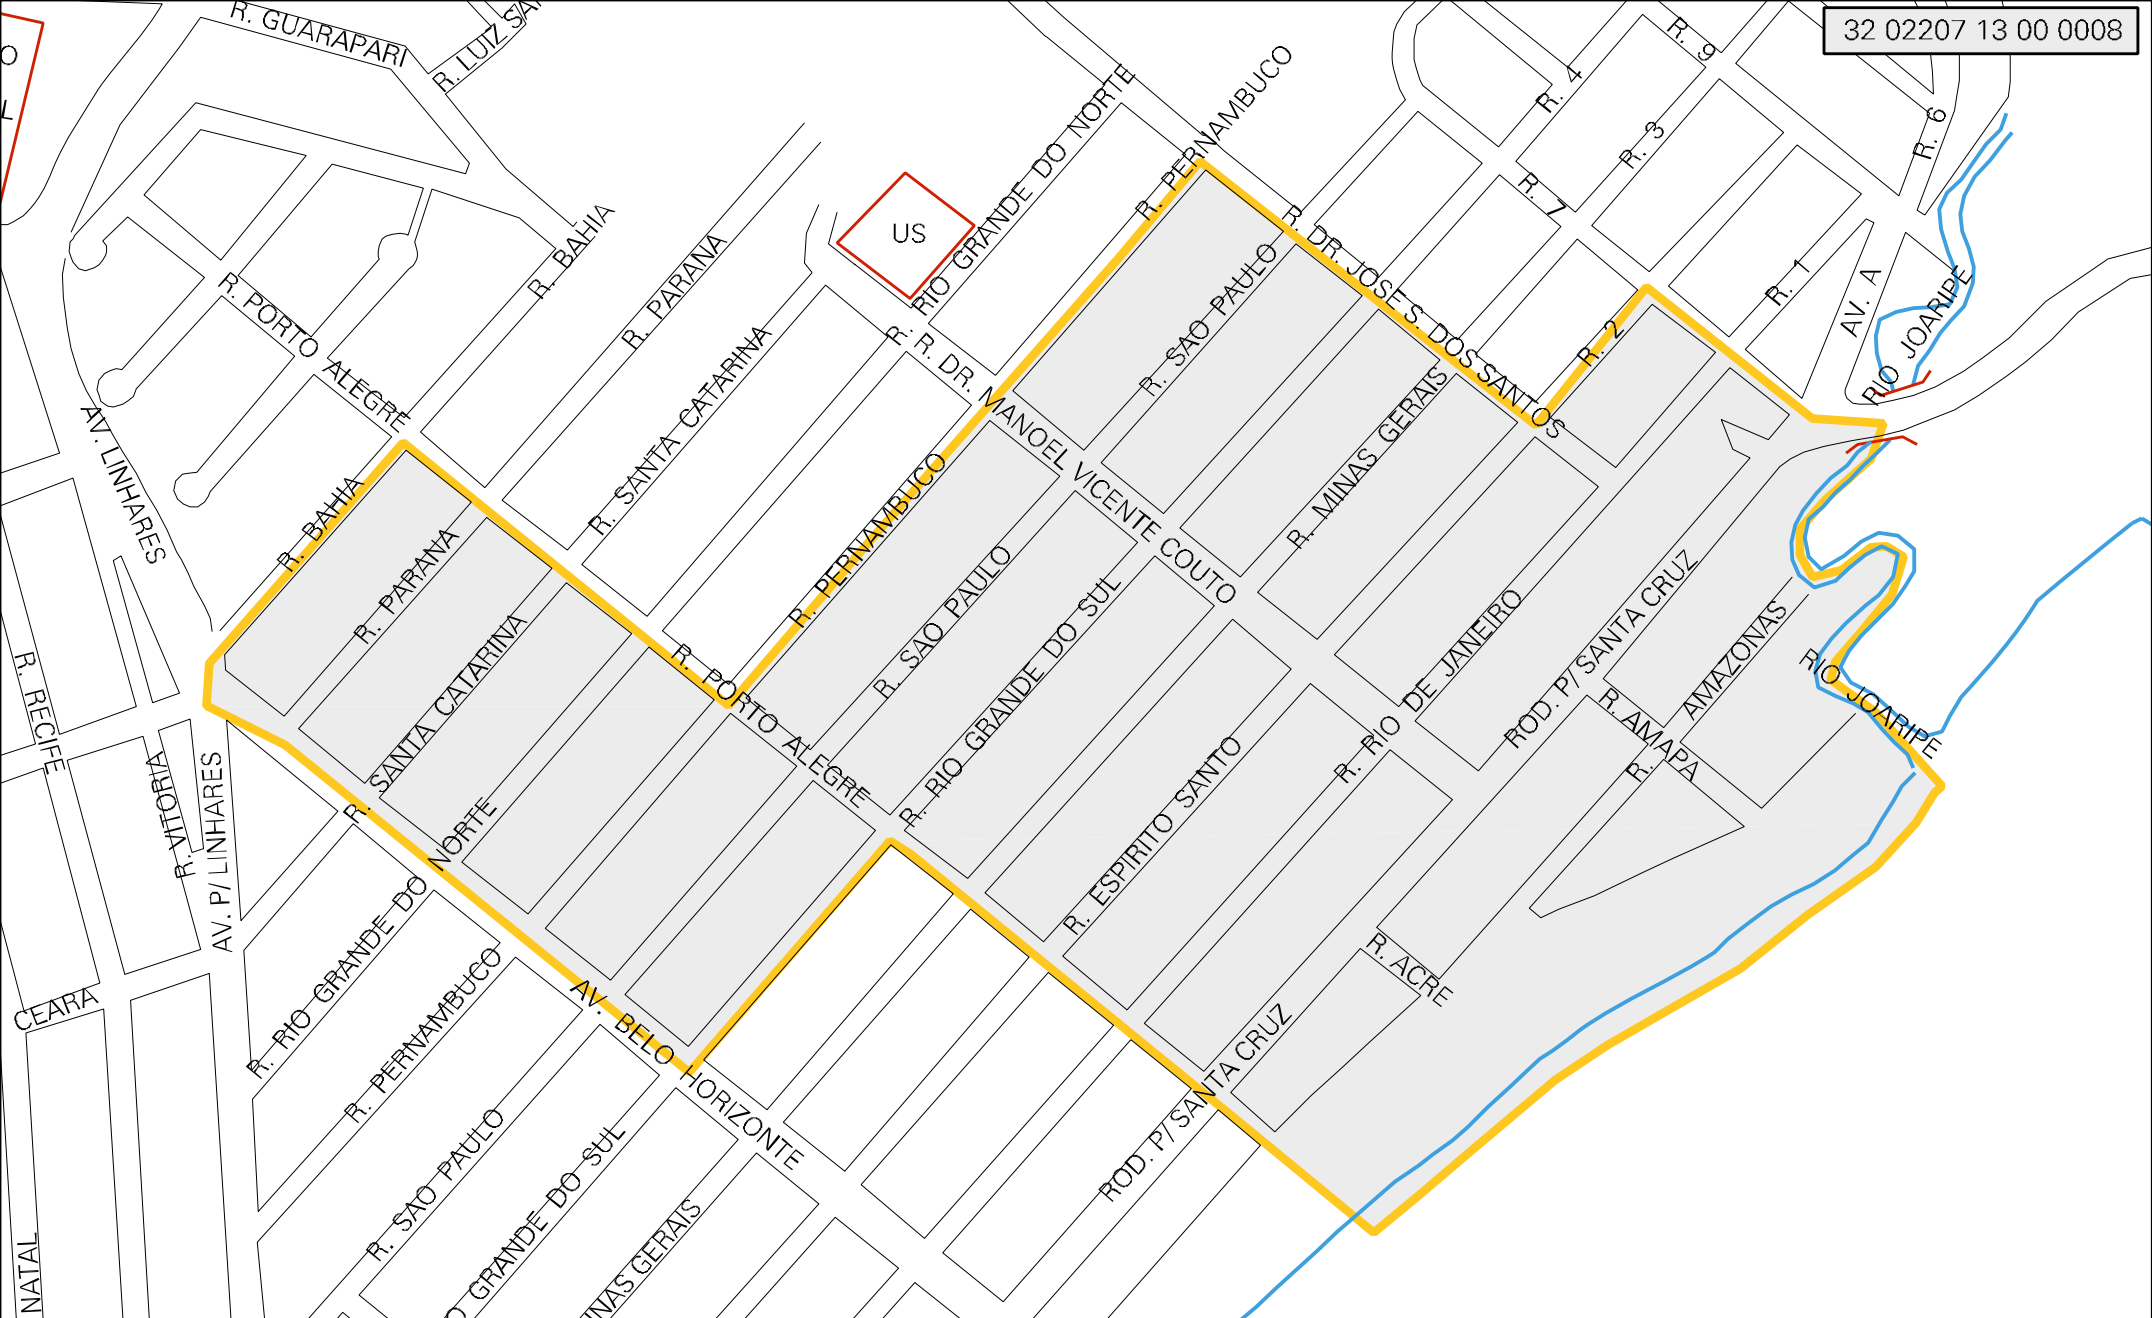 32 02207 13 00 0008
R. GUARAPARI
R. 9
R. 4
O
L
R. PERNAMBUCO
R. 3
R. 6
R. RIO GRANDE DO NORTE
R. 7
US
R. BAHIA
R. PARANA
R. DR. JOSE S. DOS SANTOS
R. SAO PAULO
R. 1
AV. A
RIO JOARIPE
R. PORTO ALEGRE
R. SANTA CATARINA
R. DR. MANOEL VICENTE COUTO
R. 2
R. MINAS GERAIS
AV. LINHARES
R. BAHIA
R. PERNAMBUCO
R. PARANA
R. SAO PAULO
R. RIO GRANDE DO SUL
R. RIO DE JANEIRO
ROD. P/ SANTA CRUZ
R. AMAZONAS
RIO JOARIPE
R. AMAPA
R. SANTA CATARINA
R. PORTO ALEGRE
R. RECIFE
R. VITORIA
AV. P/ LINHARES
R. ESPIRITO SANTO
R. RIO GRANDE DO NORTE
R. PERNAMBUCO
R. ACRE
CEARA
AV. BELO HORIZONTE
ROD. P/ SANTA CRUZ
R. SAO PAULO
O GRANDE DO SUL
INAS GERAIS
NATAL